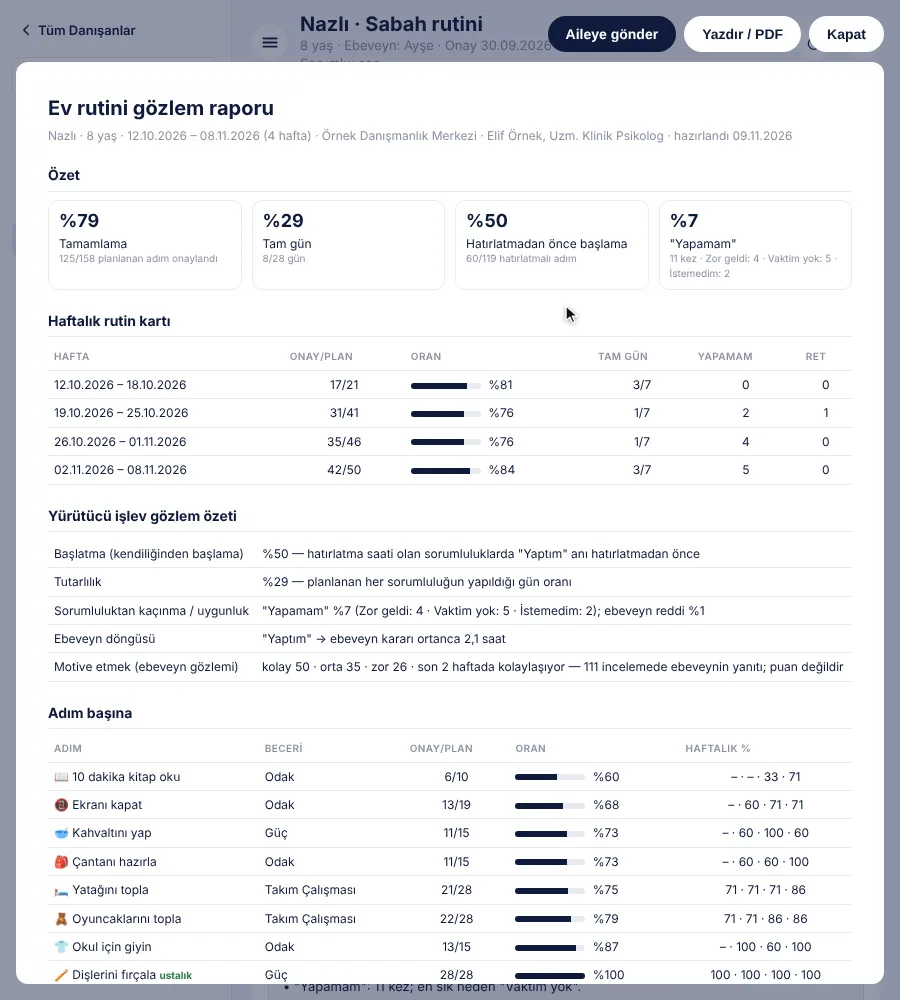 Tüm Danışanlar
Nazlı · Sabah rutini
8 yaş · Ebeveyn: Ayşe · Onay 30.09.2026
Aileye gönder
Yazdır / PDF
Kapat
Ev rutini gözlem raporu
Nazlı · 8 yaş · 12.10.2026 – 08.11.2026 (4 hafta) · Örnek Danışmanlık Merkezi · Elif Örnek, Uzm. Klinik Psikolog · hazırlandı 09.11.2026
Özet
%79
Tamamlama
125/158 planlanan adım onaylandı
%29
Tam gün
8/28 gün
%50
Hatırlatmadan önce başlama
60/119 hatırlatmalı adım
%7
"Yapamam"
11 kez · Zor geldi: 4 · Vaktim yok: 5 ·
İstemedim: 2
Haftalık rutin kartı
HAFTA ONAY/PLAN ORAN TAM GÜN YAPAMAM RET
12.10.2026 – 18.10.2026 17/21 %81 3/7 0 0
19.10.2026 – 25.10.2026 31/41 %76 1/7 2 1
26.10.2026 – 01.11.2026 35/46 %76 1/7 4 0
02.11.2026 – 08.11.2026 42/50 %84 3/7 5 0
Yürütücü işlev gözlem özeti
Başlatma (kendiliğinden başlama) %50 — hatırlatma saati olan sorumluluklarda "Yaptım" anı hatırlatmadan önce
Tutarlılık %29 — planlanan her sorumluluğun yapıldığı gün oranı
Sorumluluktan kaçınma / uygunluk "Yapamam" %7 (Zor geldi: 4 · Vaktim yok: 5 · İstemedim: 2); ebeveyn reddi %1
Ebeveyn döngüsü "Yaptım" → ebeveyn kararı ortanca 2,1 saat
Motive etmek (ebeveyn gözlemi) kolay 50 · orta 35 · zor 26 · son 2 haftada kolaylaşıyor — 111 incelemede ebeveynin yanıtı; puan değildir
Adım başına
ADIM BECERİ ONAY/PLAN ORAN HAFTALIK %
📖 10 dakika kitap oku Odak 6/10 %60 – · – · 33 · 71
📵 Ekranı kapat Odak 13/19 %68 – · 60 · 71 · 71
🥣 Kahvaltını yap Güç 11/15 %73 – · 60 · 100 · 60
🎒 Çantanı hazırla Odak 11/15 %73 – · 60 · 60 · 100
🛏️ Yatağını topla Takım Çalışması 21/28 %75 71 · 71 · 71 · 86
🧸 Oyuncaklarını topla Takım Çalışması 22/28 %79 71 · 71 · 86 · 86
👕 Okul için giyin Odak 13/15 %87 – · 100 · 60 · 100
🪥 Dişlerini fırçala ustalık Güç 28/28 %100 100 · 100 · 100 · 100
• "Yapamam": 11 kez; en sık neden "Vaktim yok".